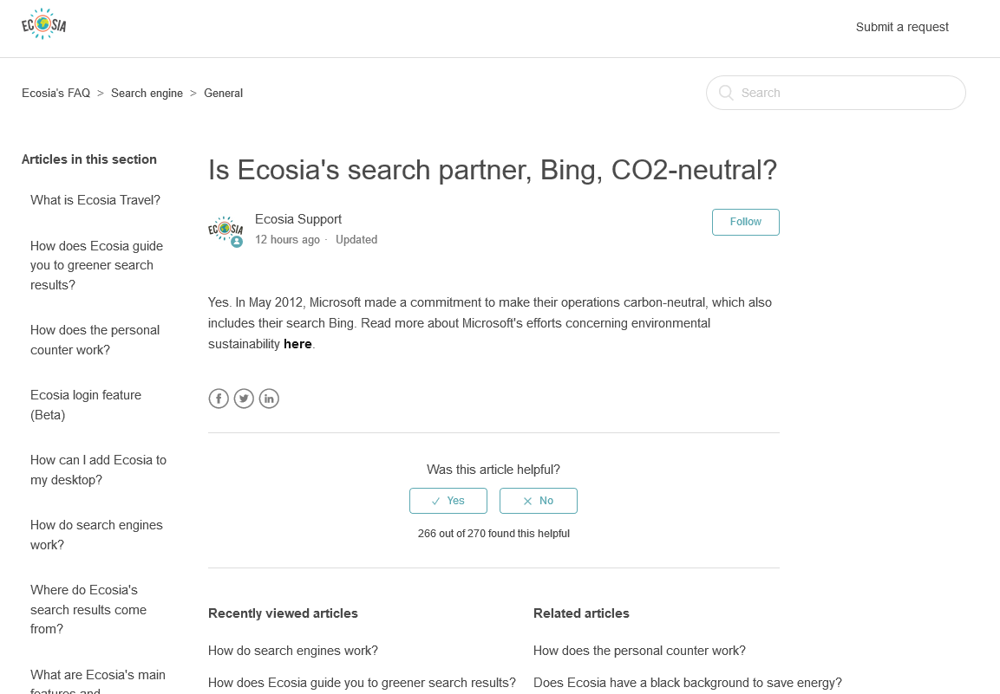 ECOSIA
Submit a request
Ecosia's FAQ > Search engine > General
Search
Articles in this section
What is Ecosia Travel?
How does Ecosia guide
you to greener search
results?
How does the personal
counter work?
Ecosia login feature
(Beta)
How can I add Ecosia to
my desktop?
How do search engines
work?
Where do Ecosia's
search results come
from?
What are Ecosia's main
features and
Is Ecosia's search partner, Bing, CO2-neutral?
ECOSIA
Ecosia Support
12 hours ago · Updated
Follow
Yes. In May 2012, Microsoft made a commitment to make their operations carbon-neutral, which also
includes their search Bing. Read more about Microsoft's efforts concerning environmental
sustainability here.
Was this article helpful?
Yes
No
266 out of 270 found this helpful
Recently viewed articles
How do search engines work?
How does Ecosia guide you to greener search results?
Related articles
How does the personal counter work?
Does Ecosia have a black background to save energy?